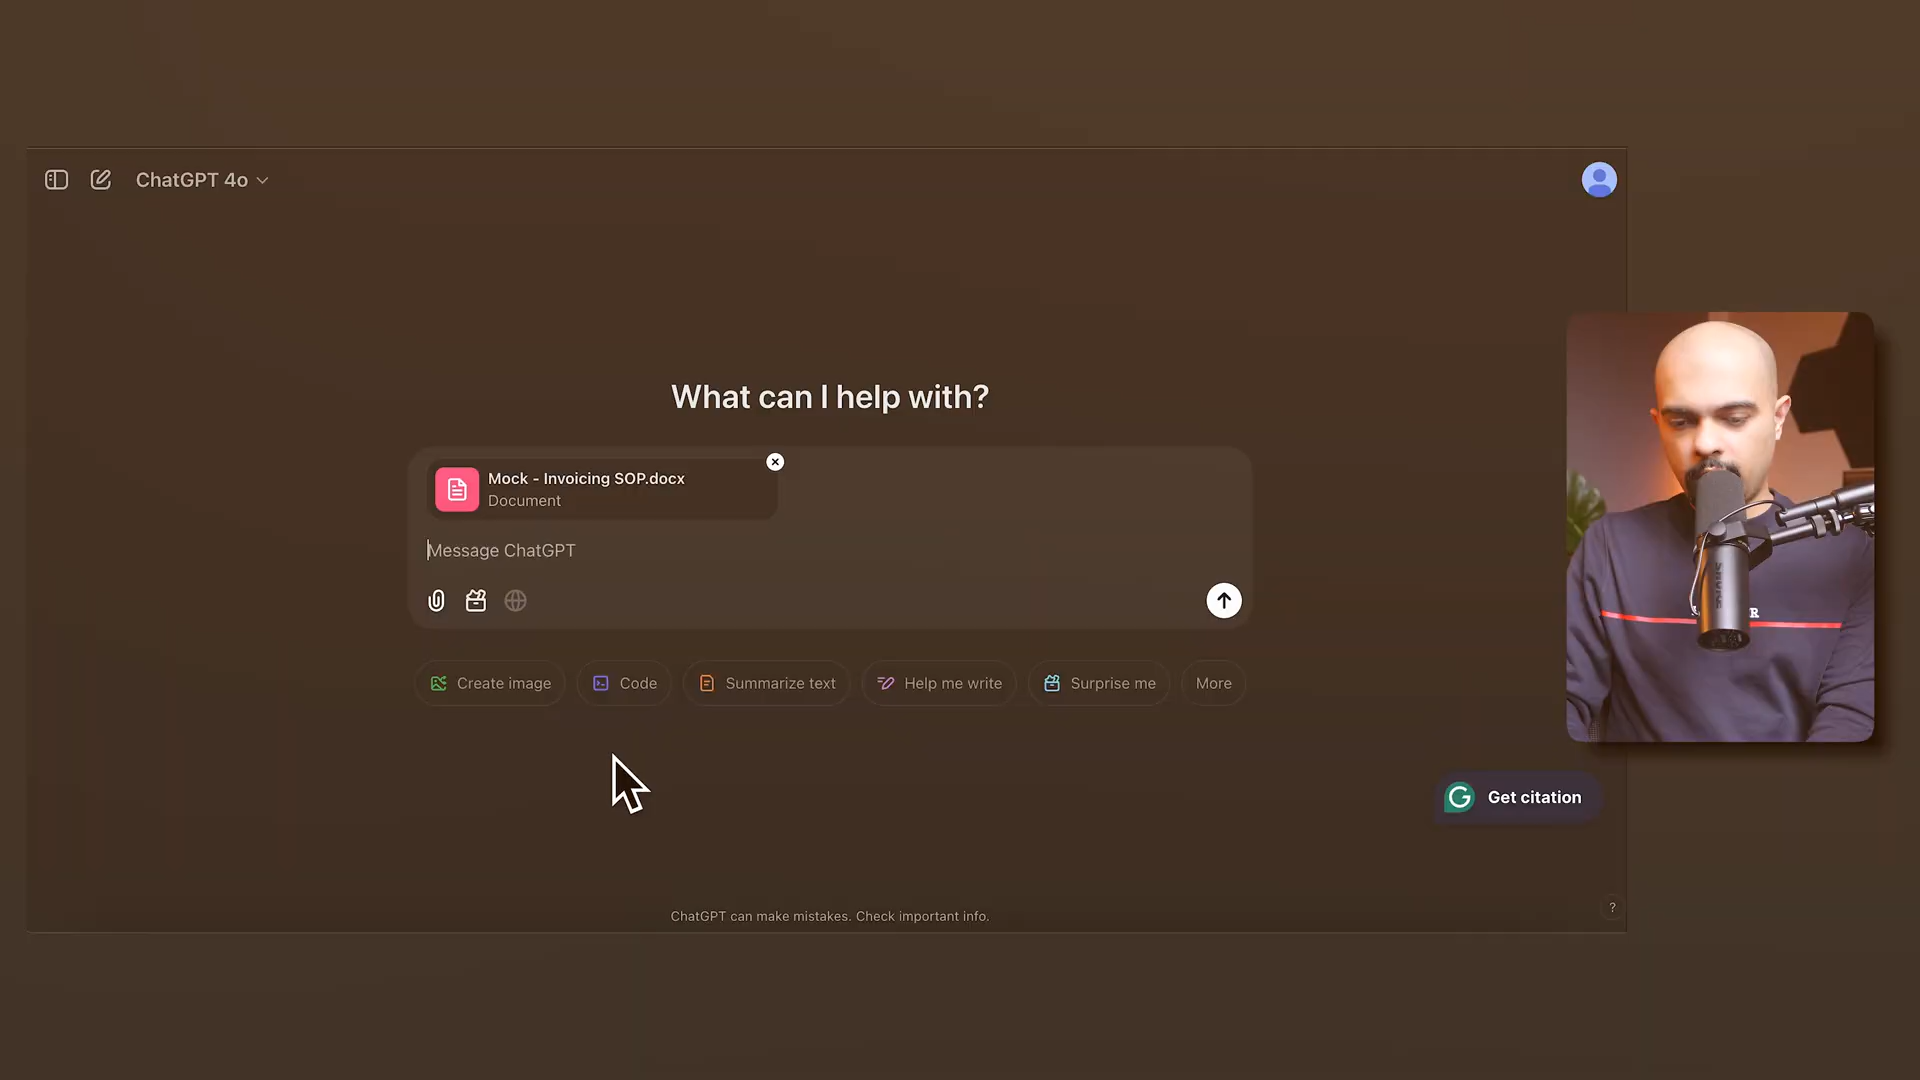 ChatGPT 4o
What can I help with?
Mock - Invoicing SOP.docx
Document
Message ChatGPT
Create image
Code
Summarize text
Help me write
Surprise me
More
Get citation
ChatGPT can make mistakes. Check important info.
?